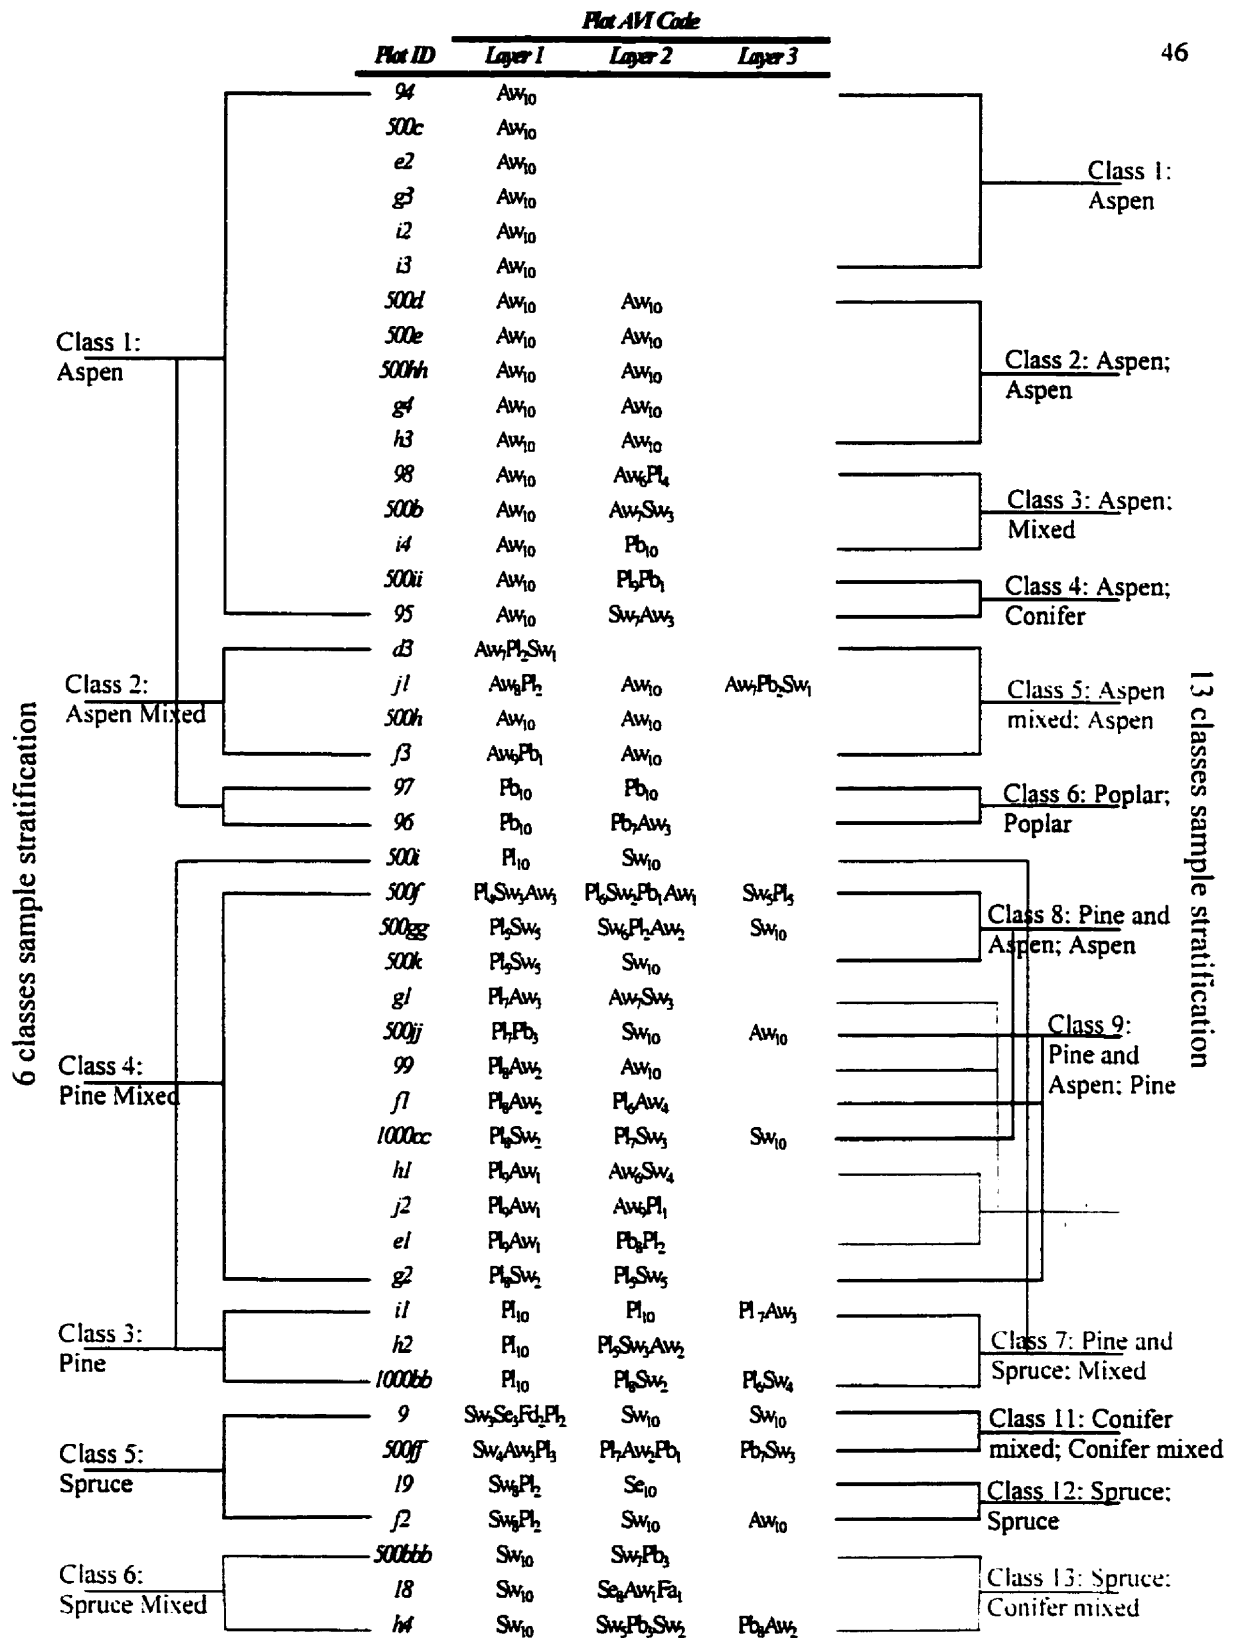 Plot AVI Code
46
Plot ID Layer 1 Layer 2 Layer 3
94 Aw10
500c Aw10
e2 Aw10
g3 Aw10
i2 Aw10
i3 Aw10
500d Aw10 Aw10
500e Aw10 Aw10
500hh Aw10 Aw10
g4 Aw10 Aw10
h3 Aw10 Aw10
98 Aw10 Aw6Pl4
500b Aw10 Aw7Sw3
i4 Aw10 Pb10
500ii Aw10 Pl9Pb1
95 Aw10 Sw7Aw3
d3 Aw7Pl2Sw1
j1 Aw8Pl2 Aw10 Aw7Pb2Sw1
500h Aw10 Aw10
f3 Aw9Pb1 Aw10
97 Pb10 Pb10
96 Pb10 Pb7Aw3
500i Pl10 Sw10
500f Pl4Sw3Aw3 Pl6Sw2Pb1Aw1 Sw5Pl5
500gg Pl5Sw5 Sw6Pl2Aw2 Sw10
500k Pl5Sw5 Sw10
g1 Pl7Aw3 Aw7Sw3
500jj Pl7Pb3 Sw10 Aw10
99 Pl8Aw2 Aw10
f1 Pl8Aw2 Pl6Aw4
1000cc Pl8Sw2 Pl7Sw3 Sw10
h1 Pl9Aw1 Aw6Sw4
j2 Pl9Aw1 Aw9Pl1
e1 Pl9Aw1 Pb8Pl2
g2 Pl8Sw2 Pl5Sw5
i1 Pl10 Pl10 Pl7Aw3
h2 Pl10 Pl5Sw3Aw2
1000bb Pl10 Pl8Sw2 Pl6Sw4
9 Sw3Se3Fd2Pl2 Sw10 Sw10
500ff Sw4Aw3Pl3 Pl7Aw2Pb1 Pb7Sw3
19 Sw8Pl2 Se10
f2 Sw8Pl2 Sw10 Aw10
500bbb Sw10 Sw7Pb3
18 Sw10 Se8Aw1Fa1
h4 Sw10 Sw5Pb3Sw2 Pb8Aw2
6 classes sample stratification
Class 1:
Aspen
Class 2:
Aspen Mixed
Class 4:
Pine Mixed
Class 3:
Pine
Class 5:
Spruce
Class 6:
Spruce Mixed
Class 1:
Aspen
Class 2: Aspen;
Aspen
Class 3: Aspen;
Mixed
Class 4: Aspen;
Conifer
Class 5: Aspen
mixed; Aspen
Class 6: Poplar;
Poplar
Class 8: Pine and
Aspen; Aspen
Class 9:
Pine and
Aspen; Pine
Class 7: Pine and
Spruce; Mixed
Class 11: Conifer
mixed; Conifer mixed
Class 12: Spruce;
Spruce
Class 13: Spruce;
Conifer mixed
13 classes sample stratification